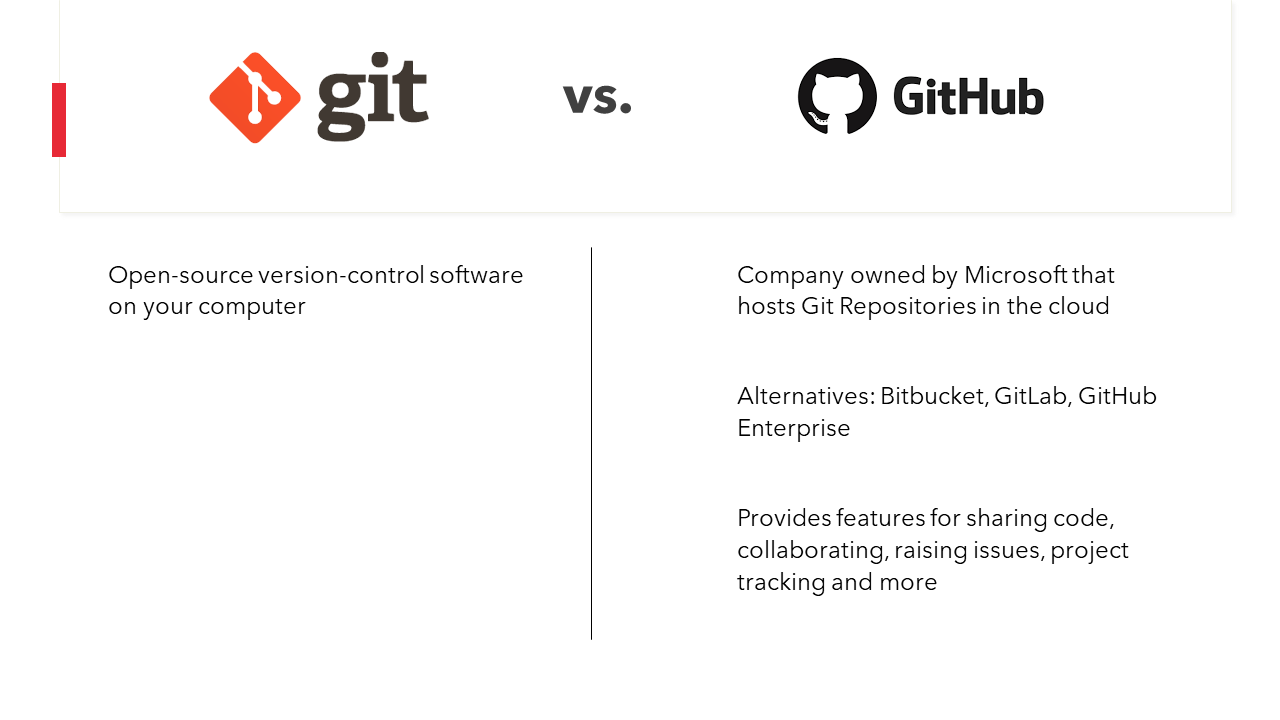 git vs. GitHub
Open-source version-control software
on your computer
Company owned by Microsoft that
hosts Git Repositories in the cloud
Alternatives: Bitbucket, GitLab, GitHub
Enterprise
Provides features for sharing code,
collaborating, raising issues, project
tracking and more